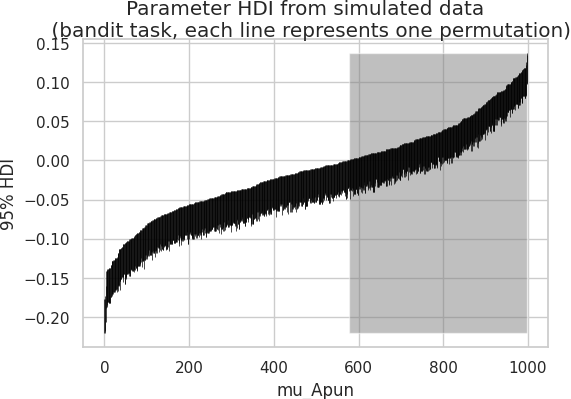 Parameter HDI from simulated data
(bandit task, each line represents one permutation)
0.15
0.10
0.05
0.00
−0.05
−0.10
−0.15
−0.20
95% HDI
0 200 400 600 800 1000
mu_Apun